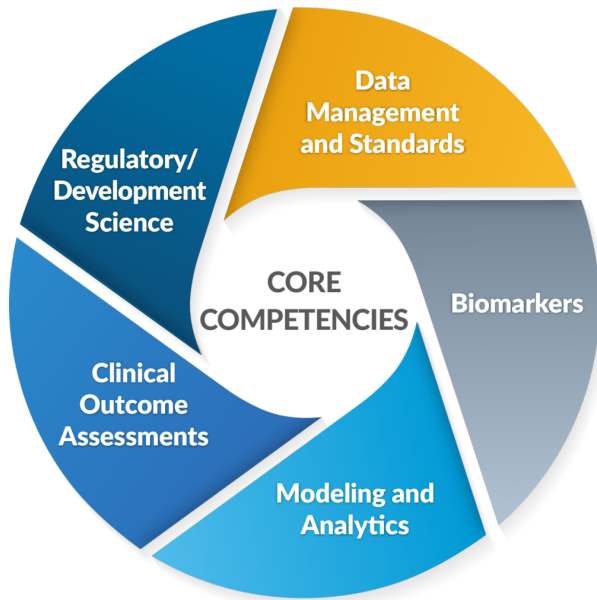 Data
Management
and Standards
Regulatory/
Development
Science
CORE
COMPETENCIES
Biomarkers
Clinical
Outcome
Assessments
Modeling and
Analytics